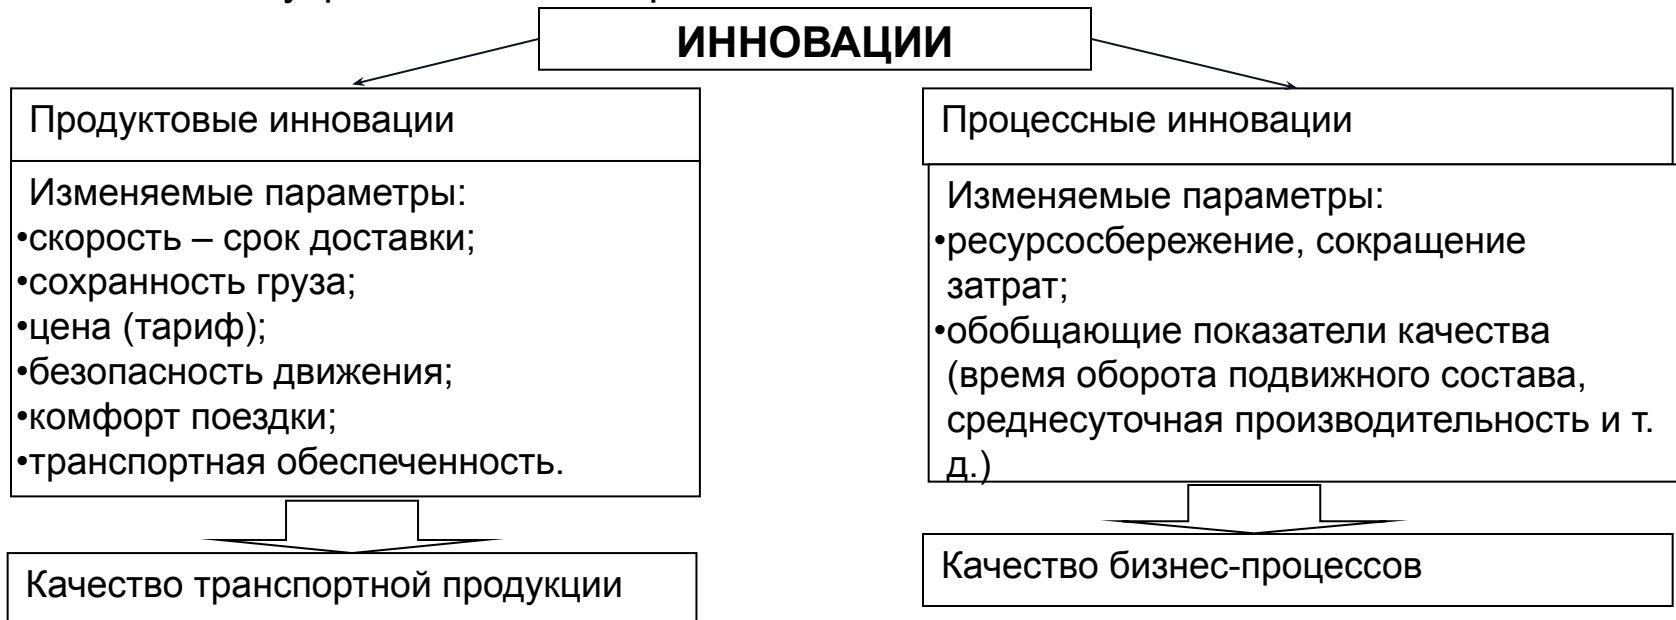 ИННОВАЦИИ
Продуктовые инновации
Изменяемые параметры:
•скорость – срок доставки;
•сохранность груза;
•цена (тариф);
•безопасность движения;
•комфорт поездки;
•транспортная обеспеченность.
Качество транспортной продукции
Процессные инновации
Изменяемые параметры:
•ресурсосбережение, сокращение
затрат;
•обобщающие показатели качества
(время оборота подвижного состава,
среднесуточная производительность и т.
д.)
Качество бизнес-процессов